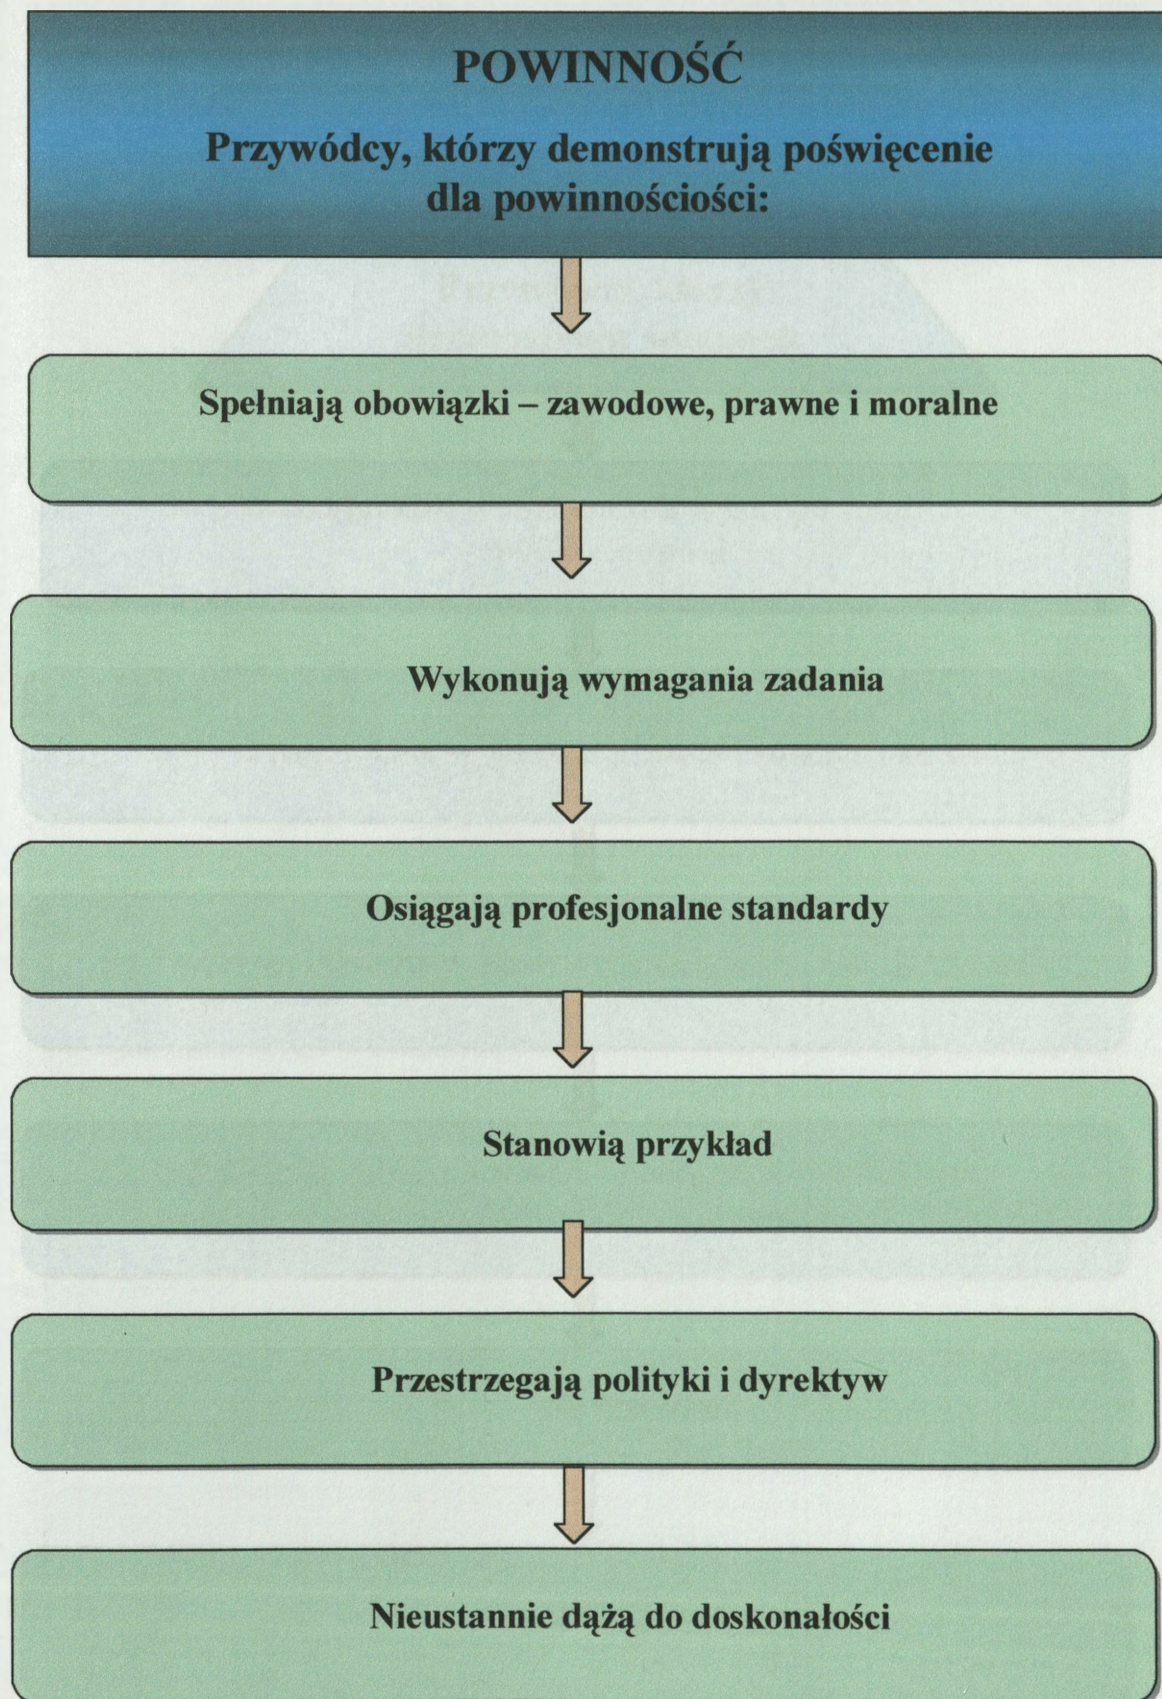 POWINNOŚĆ
Przywódcy, którzy demonstrują poświęcenie
dla powinnościości:
Spełniają obowiązki – zawodowe, prawne i moralne
Wykonują wymagania zadania
Osiągają profesjonalne standardy
Stanowią przykład
Przestrzegają polityki i dyrektyw
Nieustannie dążą do doskonałości